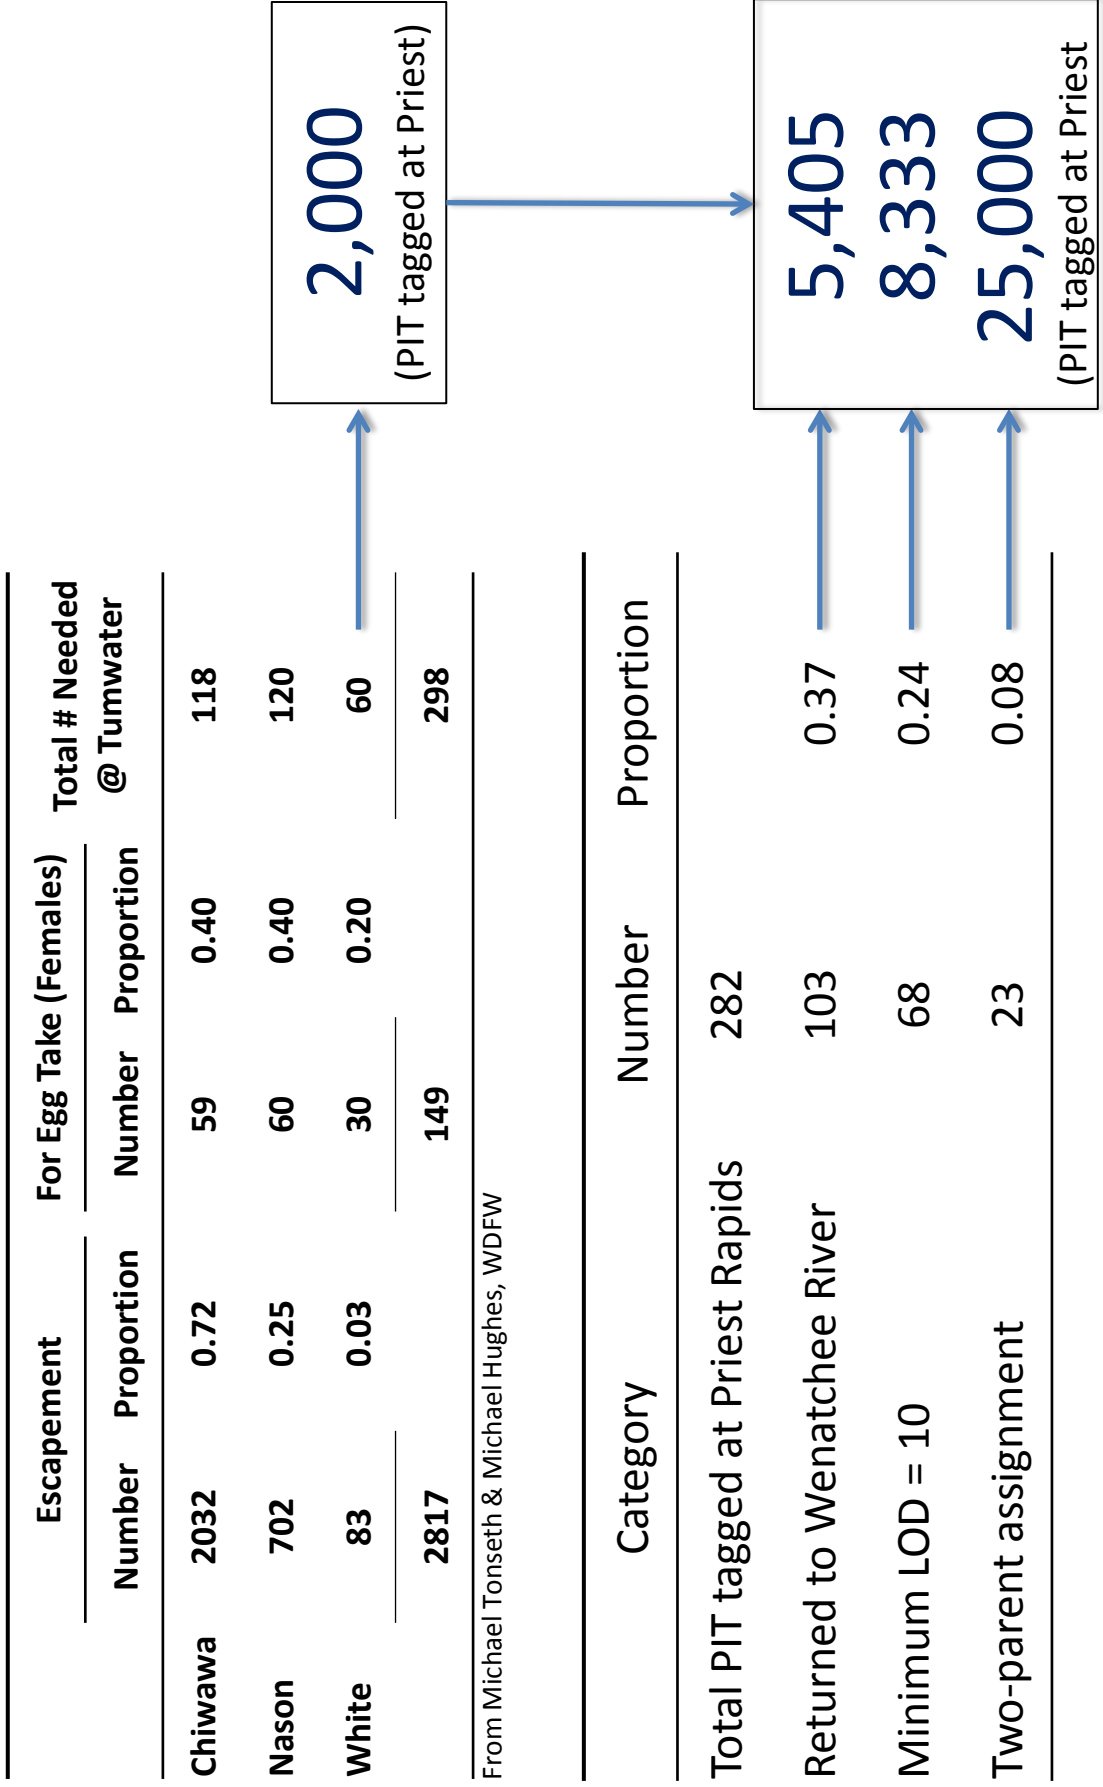 Escapement For Egg Take (Females) Total # Needed
Number Proportion Number Proportion @ Tumwater
Chiwawa 2032 0.72 59 0.40 118
Nason 702 0.25 60 0.40 120
White 83 0.03 30 0.20 60
2817 149 298
From Michael Tonseth & Michael Hughes, WDFW
2,000
(PIT tagged at Priest)
Category Number Proportion
Total PIT tagged at Priest Rapids 282
Returned to Wenatchee River 103 0.37
Minimum LOD = 10 68 0.24
Two-parent assignment 23 0.08
5,405
8,333
25,000
(PIT tagged at Priest